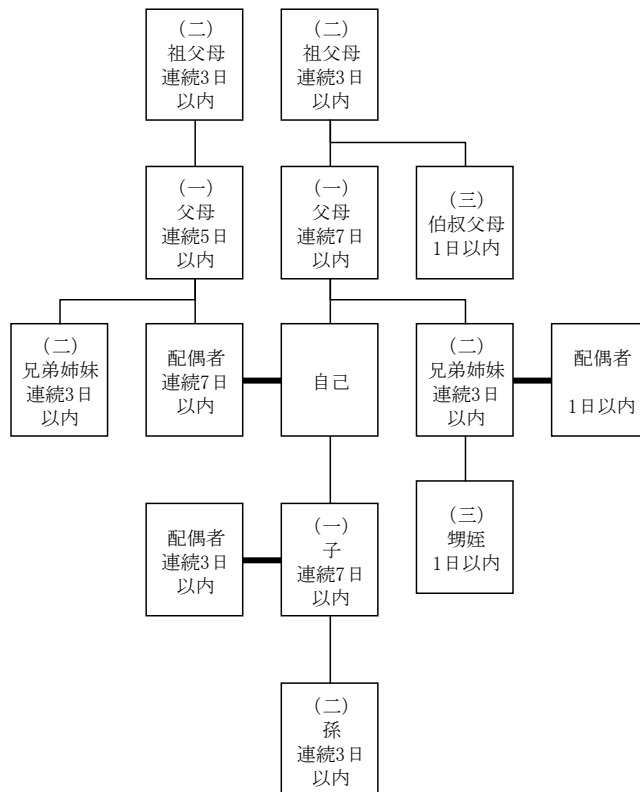 (二)
祖父母
連続3日
以内
(二)
祖父母
連続3日
以内
(一)
父母
連続5日
以内
(一)
父母
連続7日
以内
(三)
伯叔父母
1日以内
(二)
兄弟姉妹
連続3日
以内
配偶者
連続7日
以内
自己
(二)
兄弟姉妹
連続3日
以内
配偶者
1日以内
配偶者
連続3日
以内
(一)
子
連続7日
以内
(三)
甥姪
1日以内
(二)
孫
連続3日
以内